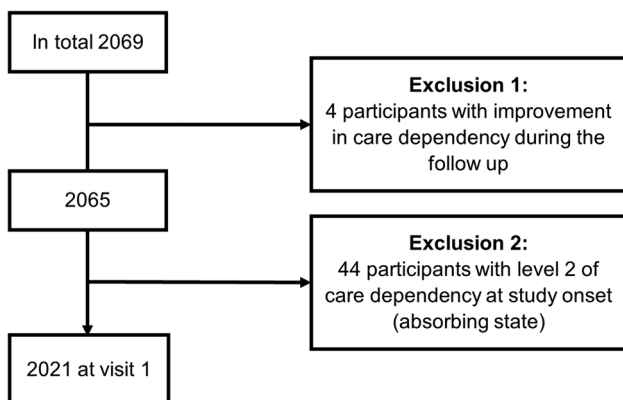 In total 2069
Exclusion 1:
4 participants with improvement
in care dependency during the
follow up
2065
Exclusion 2:
44 participants with level 2 of
care dependency at study onset
(absorbing state)
2021 at visit 1